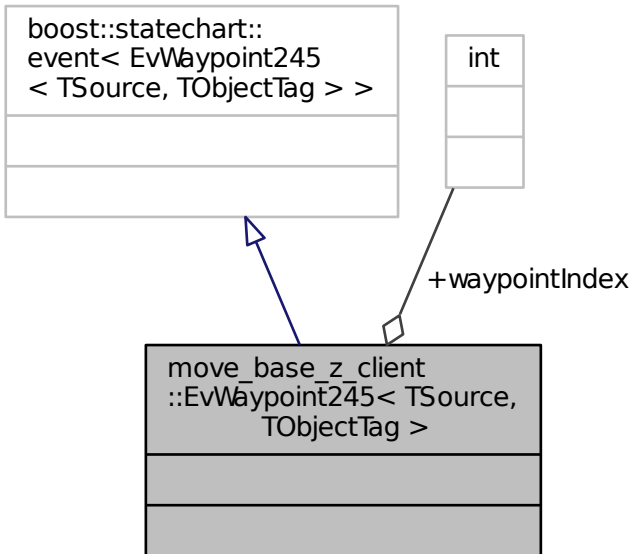 boost::statechart::
event< EvWaypoint245
< TSource, TObjectTag > >
int
+waypointIndex
move_base_z_client
::EvWaypoint245< TSource,
TObjectTag >